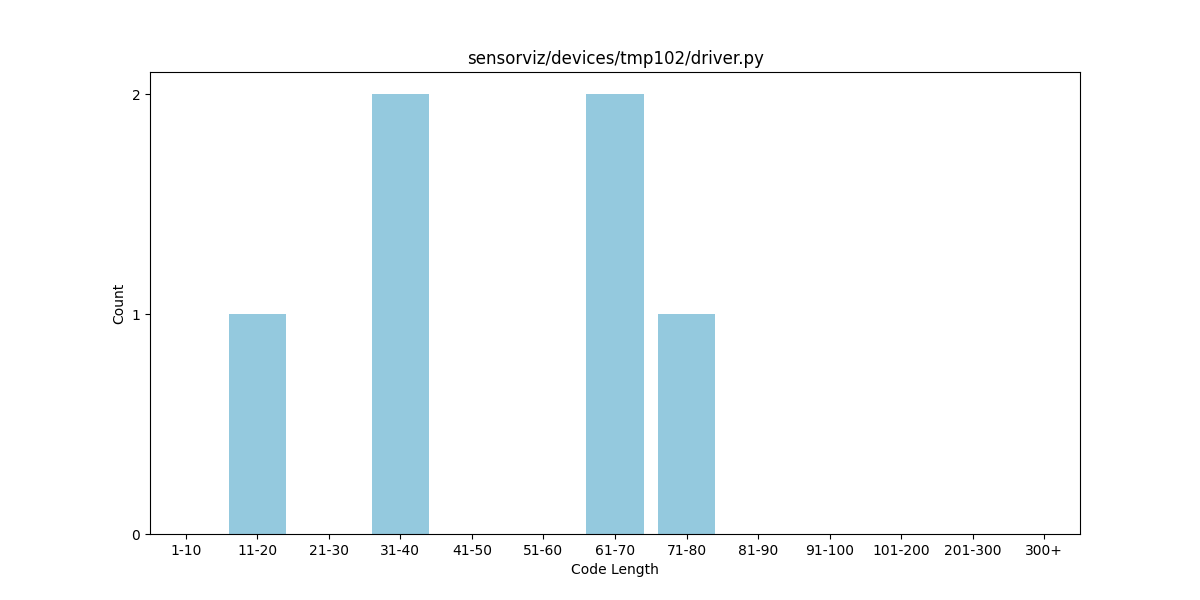 sensorviz/devices/tmp102/driver.py
2
1
0
Count
1-10 11-20 21-30 31-40 41-50 51-60 61-70 71-80 81-90 91-100 101-200 201-300 300+
Code Length